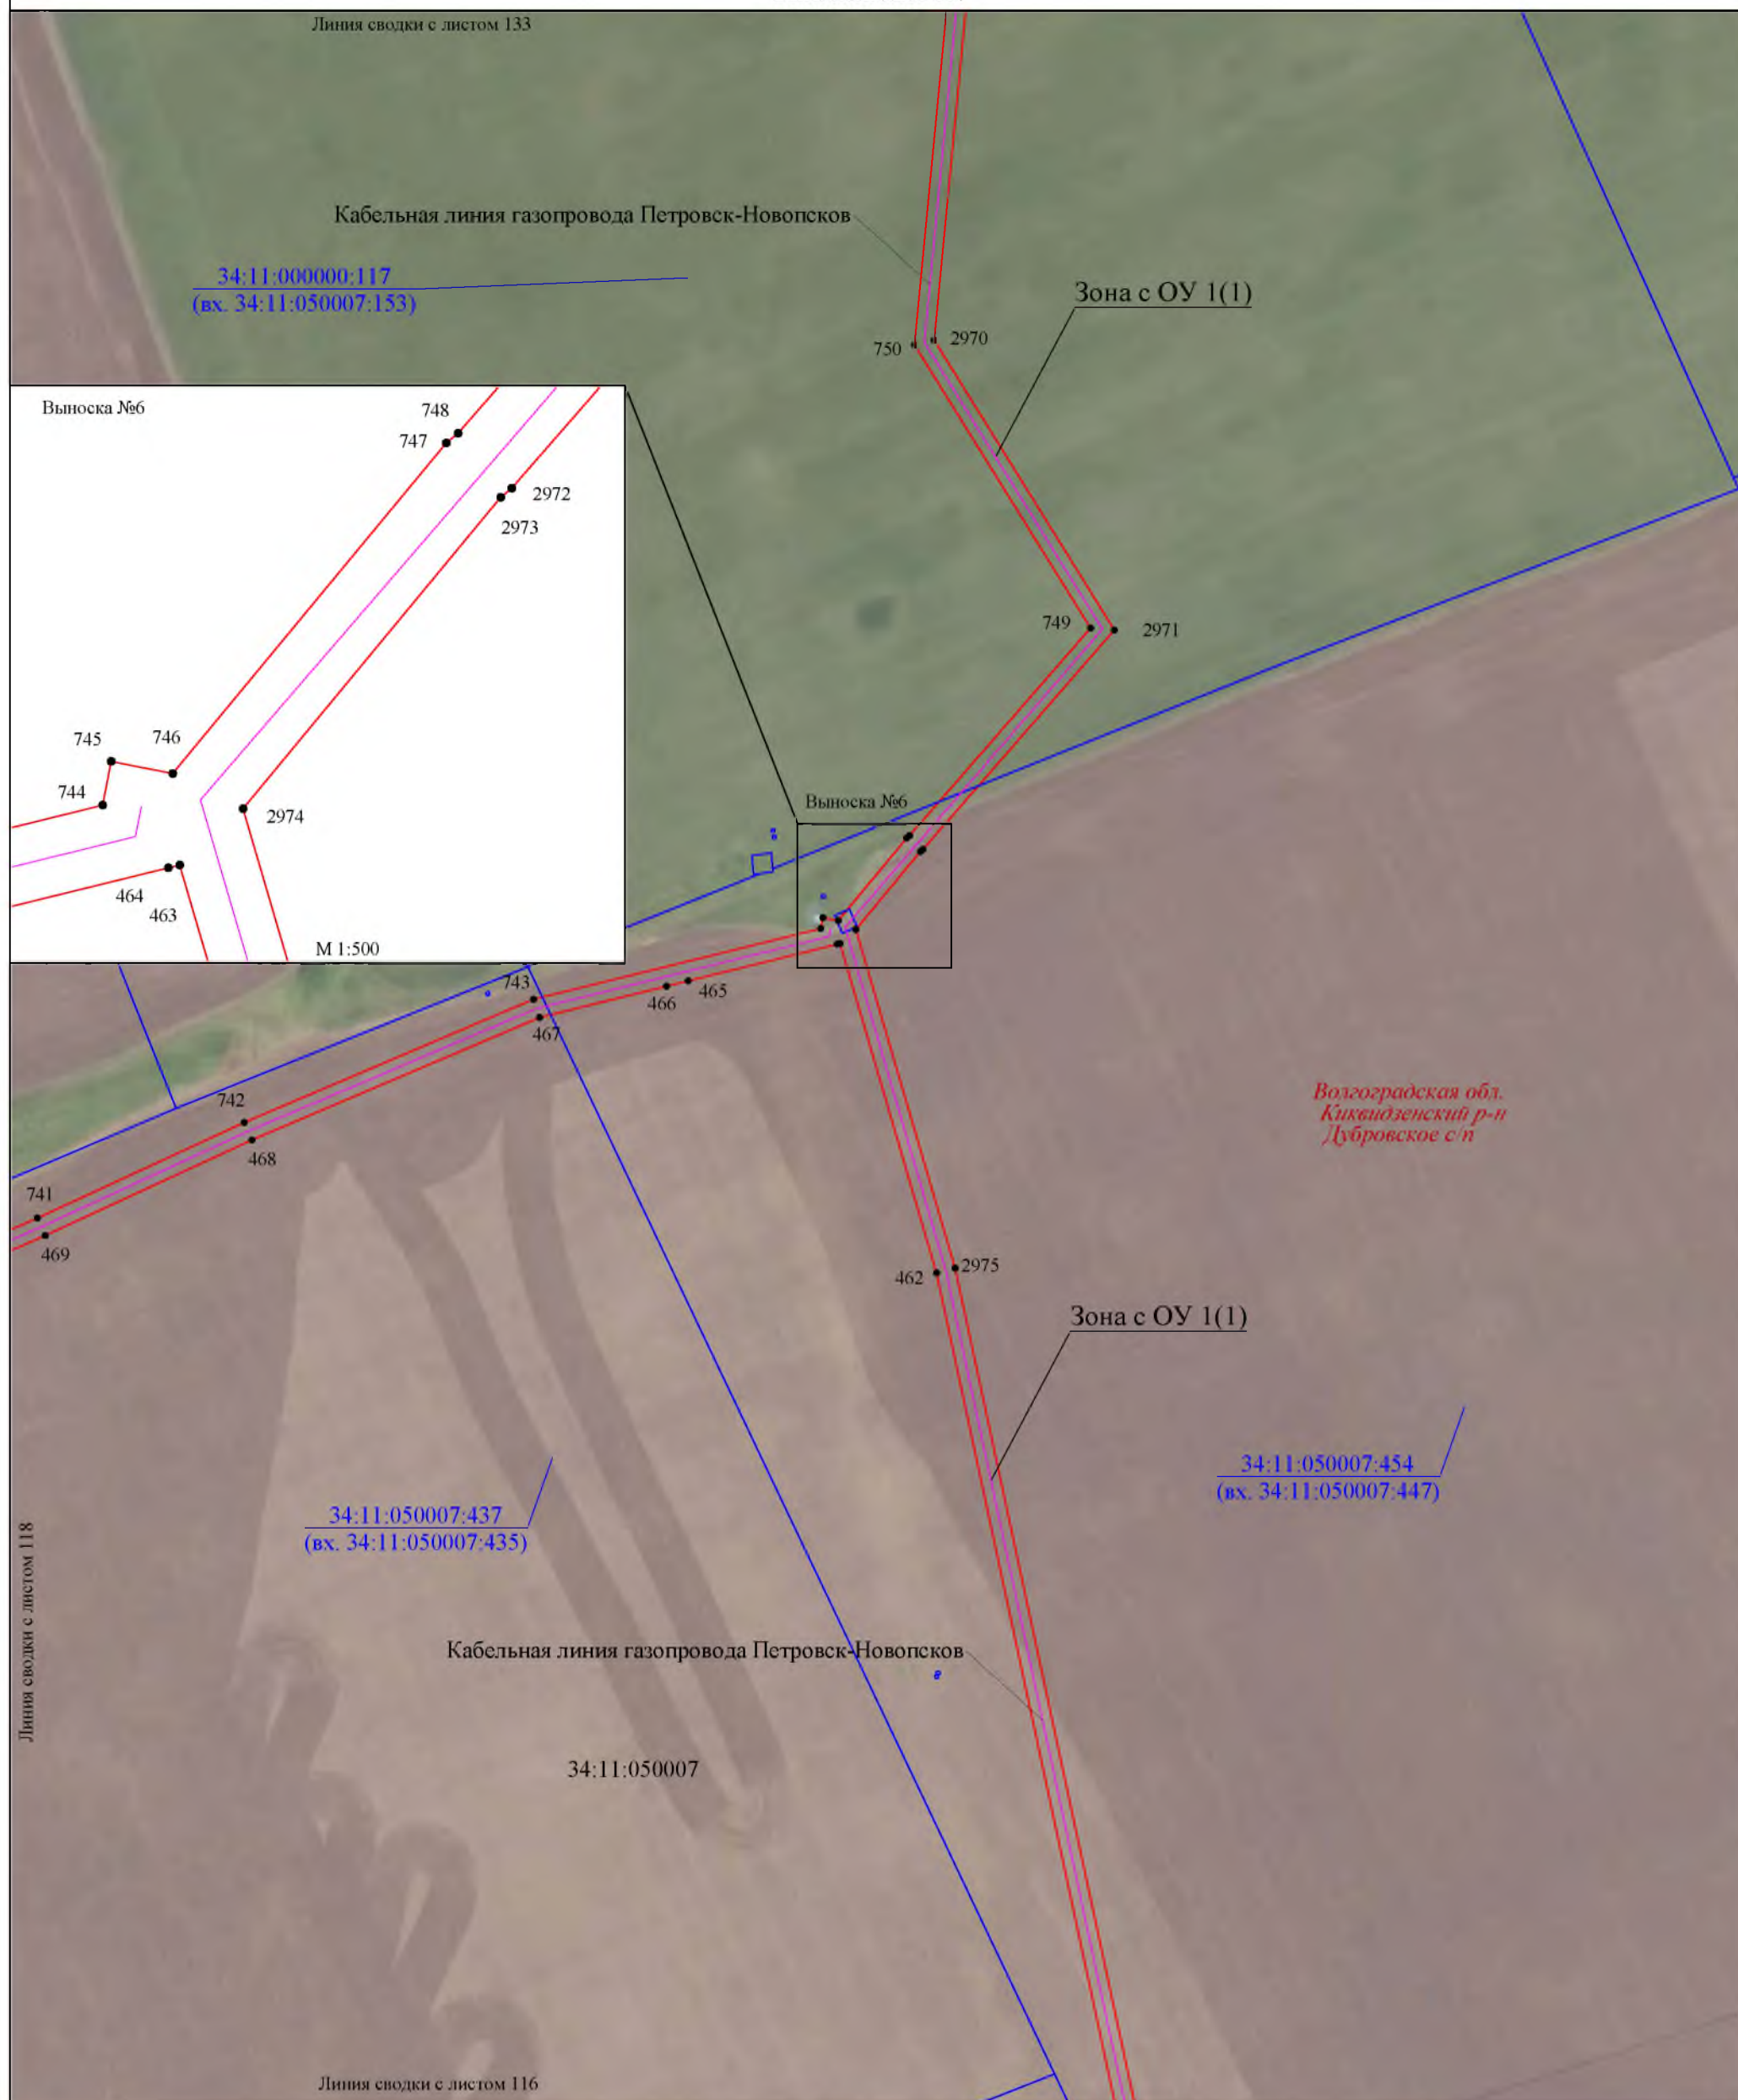 Линия сводки с листом 133
Кабельная линия газопровода Петровск-Новопсков
34:11:000000:117
(вх. 34:11:050007:153)
Зона с ОУ 1(1)
750
2970
Выноска №6
748
747
2972
2973
745
746
744
2974
464
463
М 1:500
749
2971
Выноска №6
743
466
465
467
742
468
741
469
Волгоградская обл.
Киквидзенский р-н
Дубровское с/п
462
2975
Зона с ОУ 1(1)
34:11:050007:454
(вх. 34:11:050007:447)
34:11:050007:437
(вх. 34:11:050007:435)
Линия сводки с листом 118
Кабельная линия газопровода Петровск-Новопсков
34:11:050007
Линия сводки с листом 116